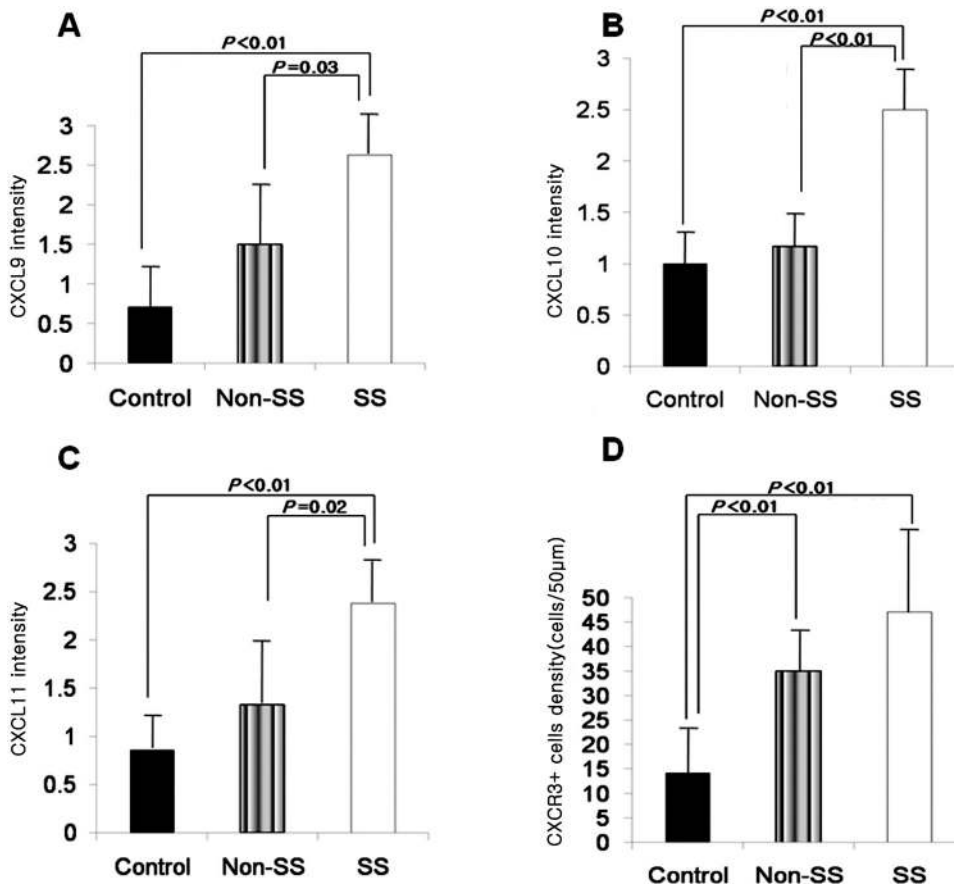 A
P<0.01
P=0.03
CXCL9 intensity
3
2.5
2
1.5
1
0.5
0
Control Non-SS SS
B
P<0.01
P<0.01
CXCL10 intensity
3
2.5
2
1.5
1
0.5
0
Control Non-SS SS
C
P<0.01
P=0.02
CXCL11 intensity
3
2.5
2
1.5
1
0.5
0
Control Non-SS SS
D
P<0.01
P<0.01
CXCR3+ cells density(cells/50μm)
50
45
40
35
30
25
20
15
10
5
0
Control Non-SS SS